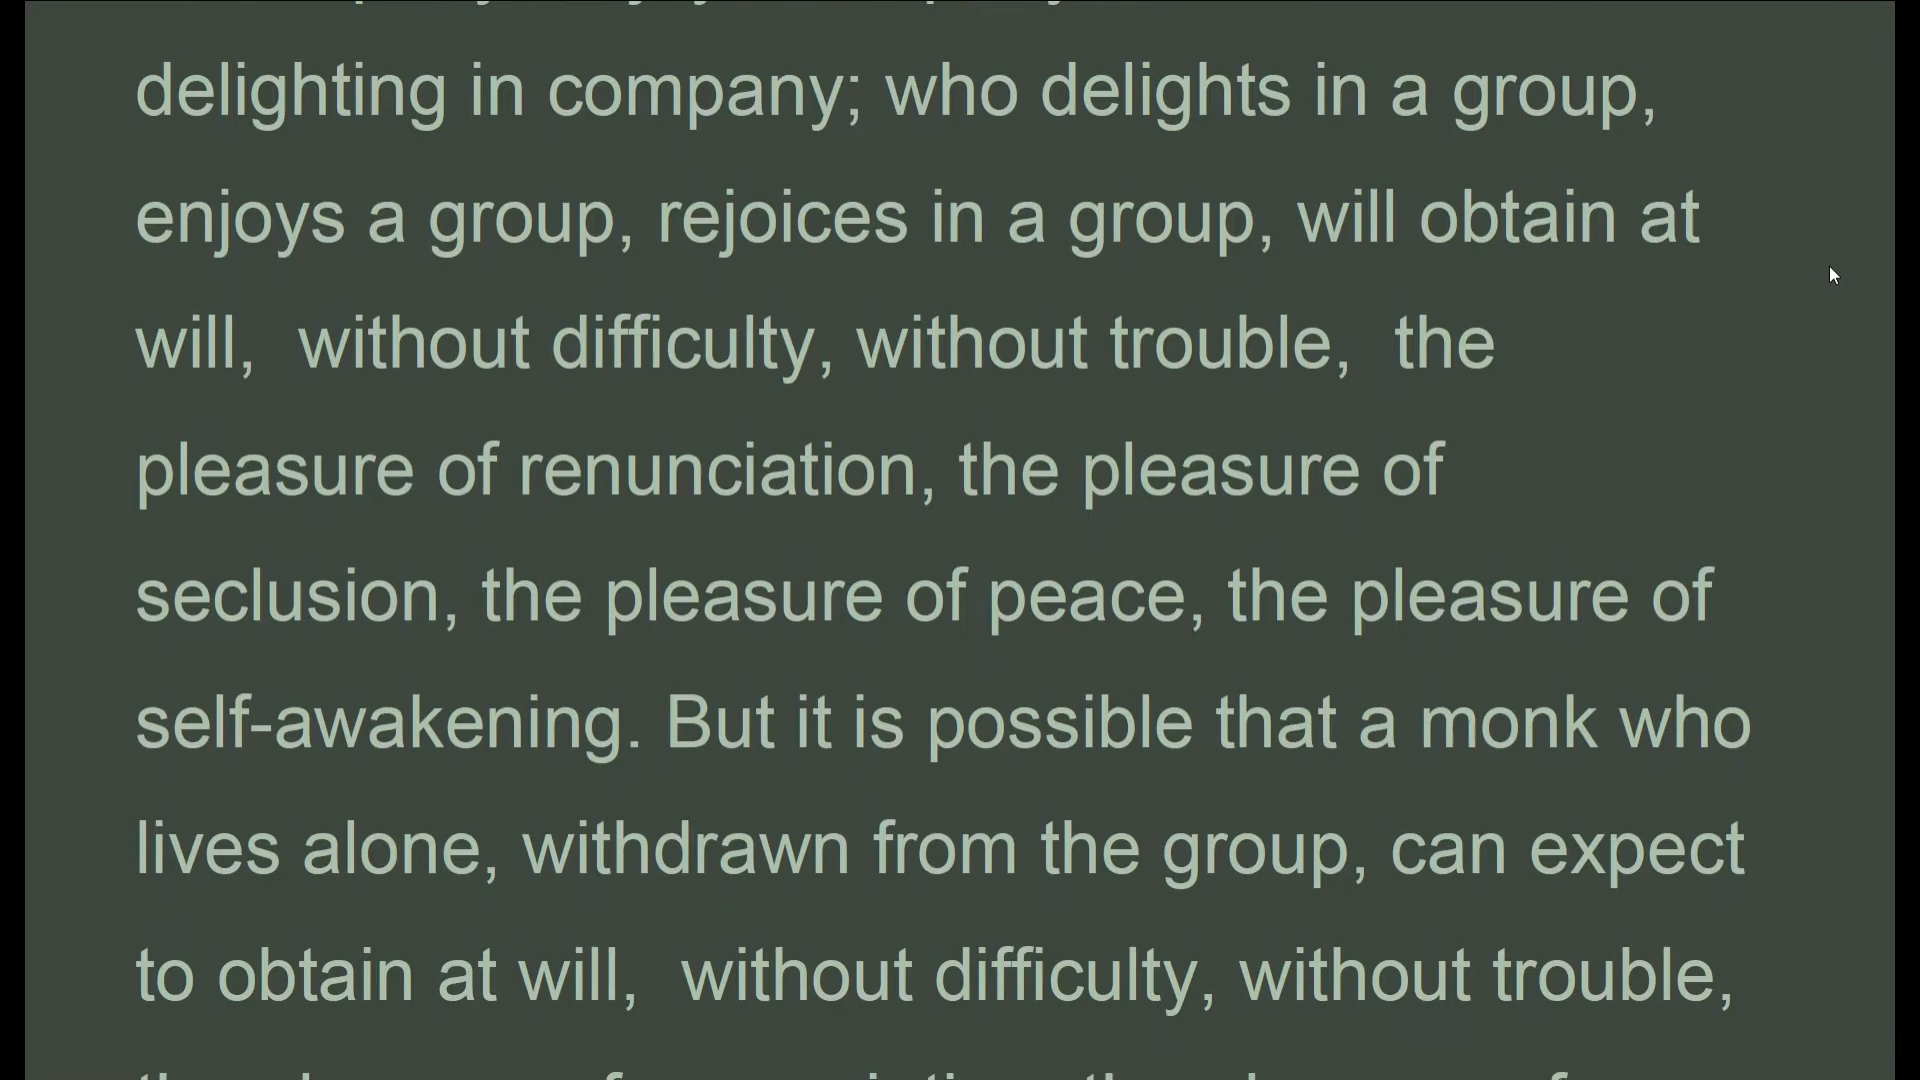 delighting in company; who delights in a group,
enjoys a group, rejoices in a group, will obtain at
will,  without difficulty, without trouble,  the
pleasure of renunciation, the pleasure of
seclusion, the pleasure of peace, the pleasure of
self-awakening. But it is possible that a monk who
lives alone, withdrawn from the group, can expect
to obtain at will,  without difficulty, without trouble,